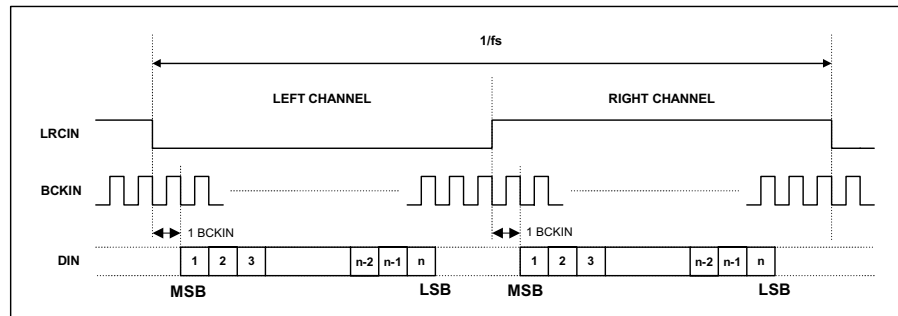 1/fs
LEFT CHANNEL RIGHT CHANNEL
LRCIN
BCKIN
1 BCKIN 1 BCKIN
DIN 1 2 3 n-2 n-1 n 1 2 3 n-2 n-1 n
MSB LSB MSB LSB